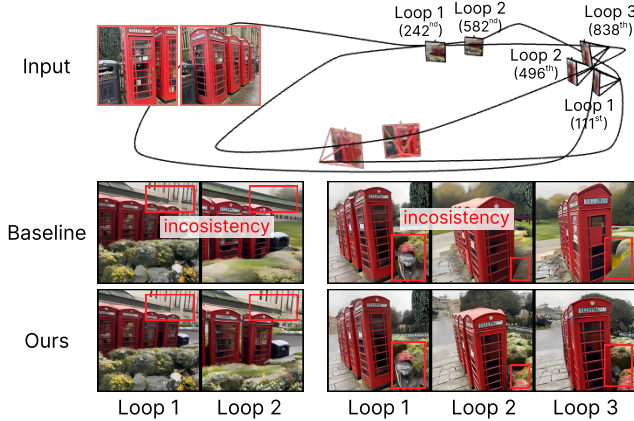 Loop 1
(242nd)
Loop 2
(582nd)
Loop 3
(838th)
Loop 2
(496th)
Loop 1
(111st)
Input
Baseline
incosistency
incosistency
Ours
Loop 1
Loop 2
Loop 1
Loop 2
Loop 3